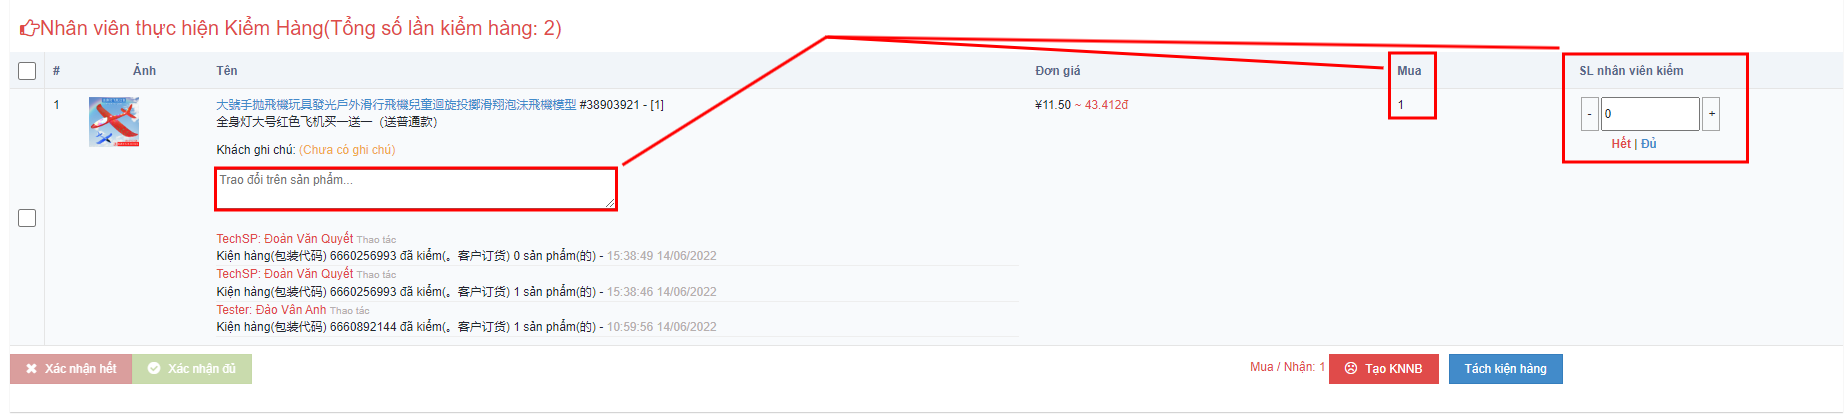 Nhân viên thực hiện Kiểm Hàng(Tổng số lần kiểm hàng: 2)
# Ảnh Tên Đơn giá Mua SL nhân viên kiểm
1 大號手拋飛機玩具發光戶外滑行飛機兒童迴旋投擲滑翔泡沫飛機模型 #38903921 - [1] ¥11.50 ~ 43.412đ 1 - 0 +
全身灯大号红色飞机买一送一（送普通款）
Hết | Đủ
Khách ghi chú: (Chưa có ghi chú)
Trao đổi trên sản phẩm...
TechSP: Đoàn Văn Quyết Thao tác
Kiện hàng(包装代码) 6660256993 đã kiểm(。客户订货) 0 sản phẩm(的) - 15:38:49 14/06/2022
TechSP: Đoàn Văn Quyết Thao tác
Kiện hàng(包装代码) 6660256993 đã kiểm(。客户订货) 1 sản phẩm(的) - 15:38:46 14/06/2022
Tester: Đào Vân Anh Thao tác
Kiện hàng(包装代码) 6660892144 đã kiểm(。客户订货) 1 sản phẩm(的) - 10:59:56 14/06/2022
Xác nhận hết Xác nhận đủ Mua / Nhận: 1 Tạo KNNB Tách kiện hàng